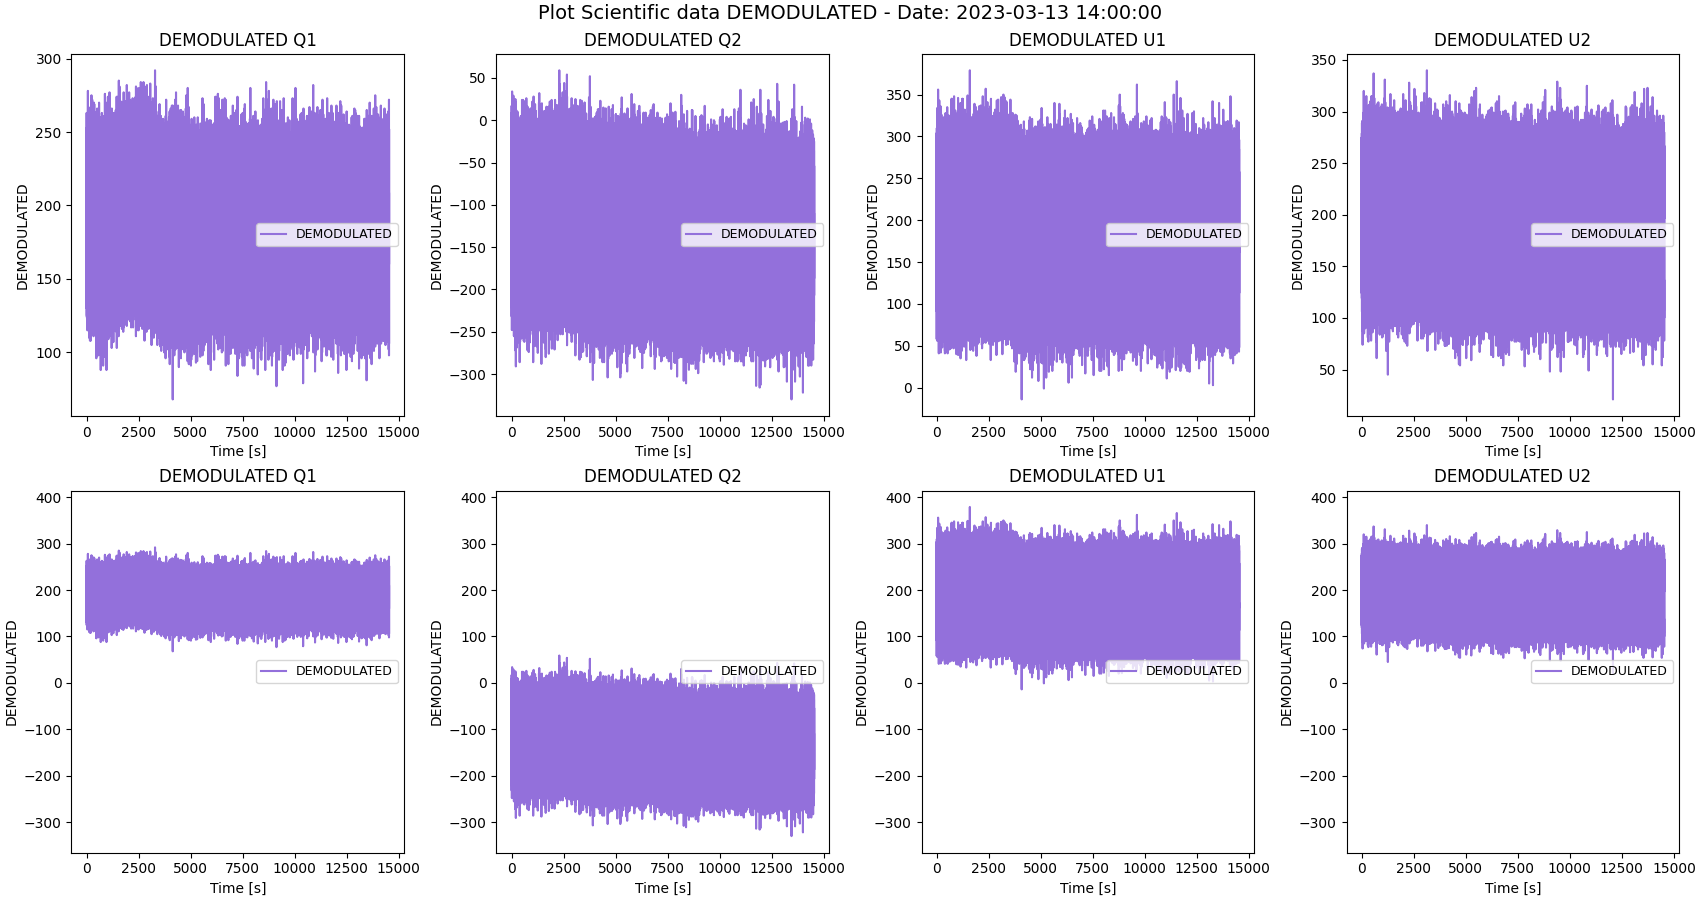 Plot Scientific data DEMODULATED - Date: 2023-03-13 14:00:00
DEMODULATED Q1
DEMODULATED
300
250
200
150
100
0 2500 5000 7500 10000 12500 15000
Time [s]
DEMODULATED
DEMODULATED Q2
DEMODULATED
50
0
−50
−100
−150
−200
−250
−300
0 2500 5000 7500 10000 12500 15000
Time [s]
DEMODULATED
DEMODULATED U1
DEMODULATED
350
300
250
200
150
100
50
0
0 2500 5000 7500 10000 12500 15000
Time [s]
DEMODULATED
DEMODULATED U2
DEMODULATED
350
300
250
200
150
100
50
0 2500 5000 7500 10000 12500 15000
Time [s]
DEMODULATED
DEMODULATED Q1
DEMODULATED
400
300
200
100
0
−100
−200
−300
0 2500 5000 7500 10000 12500 15000
Time [s]
DEMODULATED
DEMODULATED Q2
DEMODULATED
400
300
200
100
0
−100
−200
−300
0 2500 5000 7500 10000 12500 15000
Time [s]
DEMODULATED
DEMODULATED U1
DEMODULATED
400
300
200
100
0
−100
−200
−300
0 2500 5000 7500 10000 12500 15000
Time [s]
DEMODULATED
DEMODULATED U2
DEMODULATED
400
300
200
100
0
−100
−200
−300
0 2500 5000 7500 10000 12500 15000
Time [s]
DEMODULATED